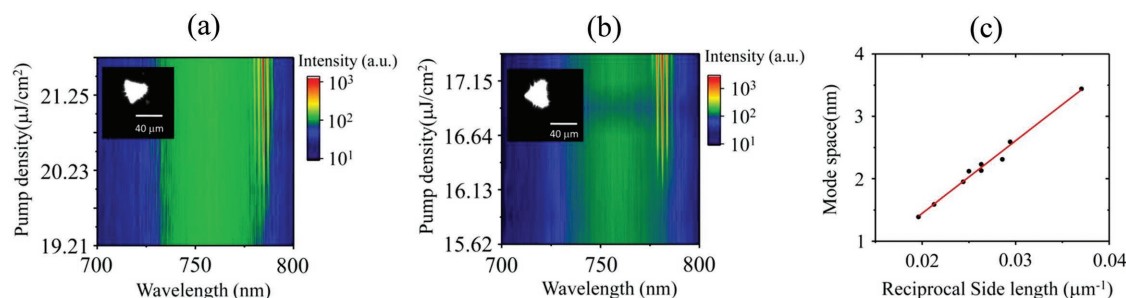 (a)
Pump density(μJ/cm²)
21.25
20.23
19.21
40 μm
Intensity (a.u.)
10³
10²
10¹
700
750
800
Wavelength (nm)
(b)
Pump density (μJ/cm²)
17.15
16.64
16.13
15.62
40 μm
Intensity (a.u.)
10³
10²
10¹
700
750
800
Wavelength (nm)
(c)
Mode space(nm)
4
3
2
1
0.02
0.03
0.04
Reciprocal Side length (μm⁻¹)